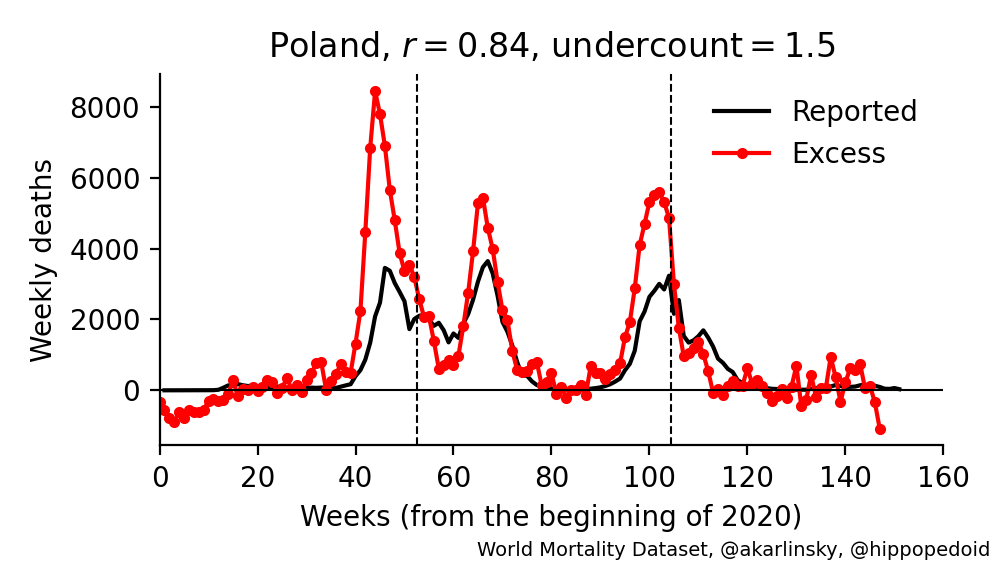 Poland, r = 0.84, undercount = 1.5
8000
6000
4000
2000
0
Weekly deaths
Reported
Excess
0 20 40 60 80 100 120 140 160
Weeks (from the beginning of 2020)
World Mortality Dataset, @akarlinsky, @hippopedoid